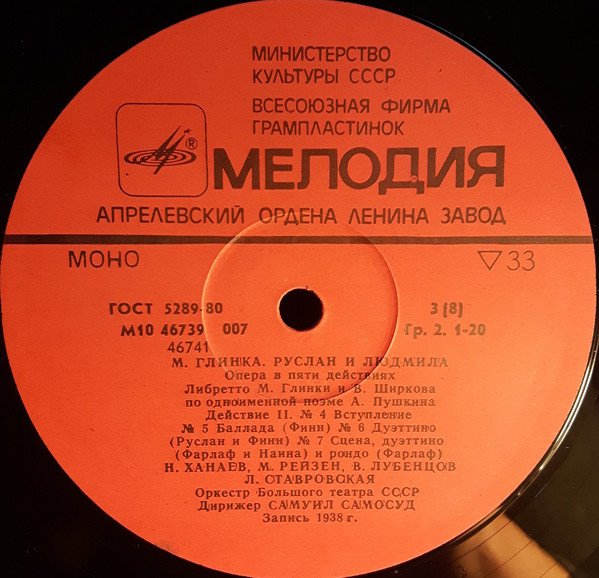 МИНИСТЕРСТВО
КУЛЬТУРЫ СССР
ВСЕСОЮЗНАЯ ФИРМА
ГРАМПЛАСТИНОК
®
МЕЛОДИЯ
АПРЕЛЕВСКИЙ ОРДЕНА ЛЕНИНА ЗАВОД
МОНО ▽33
ГОСТ 5289-80 3 (8)
М10 46739 007 Гр. 2. 1-20
46741
М. ГЛИНКА. РУСЛАН И ЛЮДМИЛА
Опера в пяти действиях
Либретто М. Глинки и В. Ширкова
по одноименной поэме А. Пушкина
Действие II. № 4 Вступление
№ 5 Баллада (Финн) № 6 Дуэттино
(Руслан и Финн) № 7 Сцена, дуэттино
(Фарлаф и Наина) и рондо (Фарлаф)
Н. ХАНАЕВ, М. РЕЙЗЕН, В. ЛУБЕНЦОВ
Л. СТАВРОВСКАЯ
Оркестр Большого театра СССР
Дирижер САМУИЛ САМОСУД
Запись 1938 г.